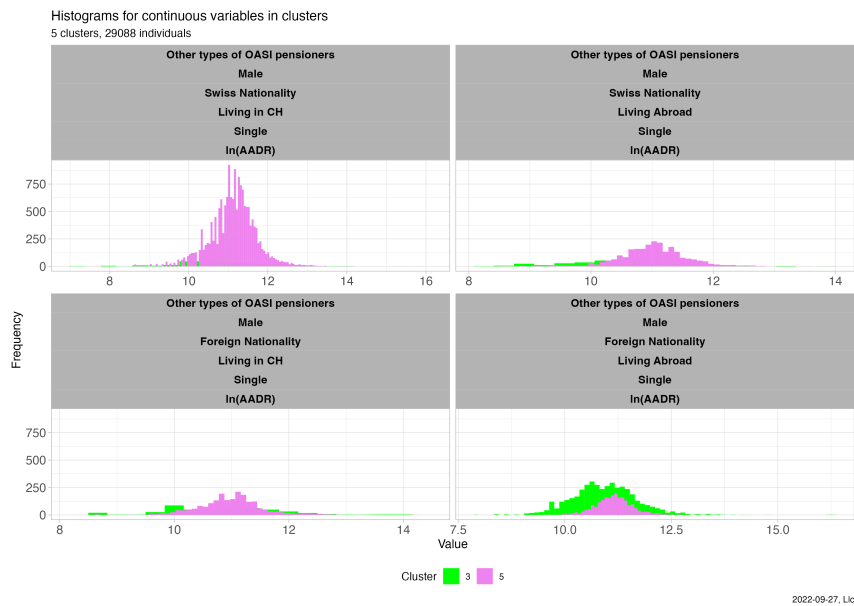 Histograms for continuous variables in clusters
5 clusters, 29088 individuals
Other types of OASI pensioners
Male
Swiss Nationality
Living in CH
Single
ln(AADR)
Other types of OASI pensioners
Male
Swiss Nationality
Living Abroad
Single
ln(AADR)
750
500
250
0
8 10 12 14 16
8 10 12 14
Other types of OASI pensioners
Male
Foreign Nationality
Living in CH
Single
ln(AADR)
Other types of OASI pensioners
Male
Foreign Nationality
Living Abroad
Single
ln(AADR)
750
500
250
0
8 10 12 14
7.5 10.0 12.5 15.0
Frequency
Value
Cluster 3 5